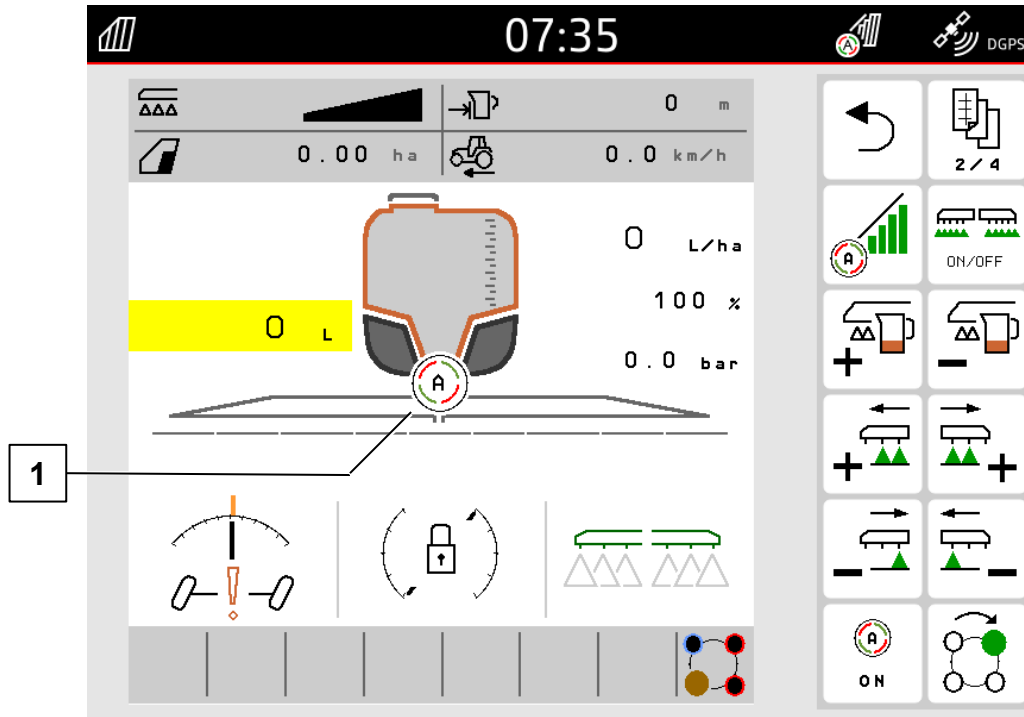 07:35
A
DGPS
0 m
0.00 ha
0.0 km/h
2/4
0 L/ha
A
ON/OFF
100 %
0 L
0.0 bar
A
+
-
1
+
+
-
-
A
ON